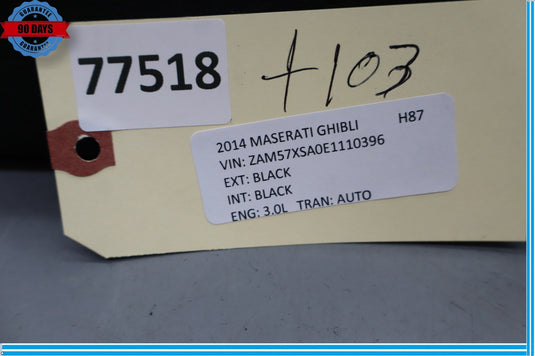 GUARANTEE
90 DAYS
GUARANTEE
77518
+103
2014 MASERATI GHIBLI H87
VIN: ZAM57XSA0E1110396
EXT: BLACK
INT: BLACK
ENG: 3.0L TRAN: AUTO